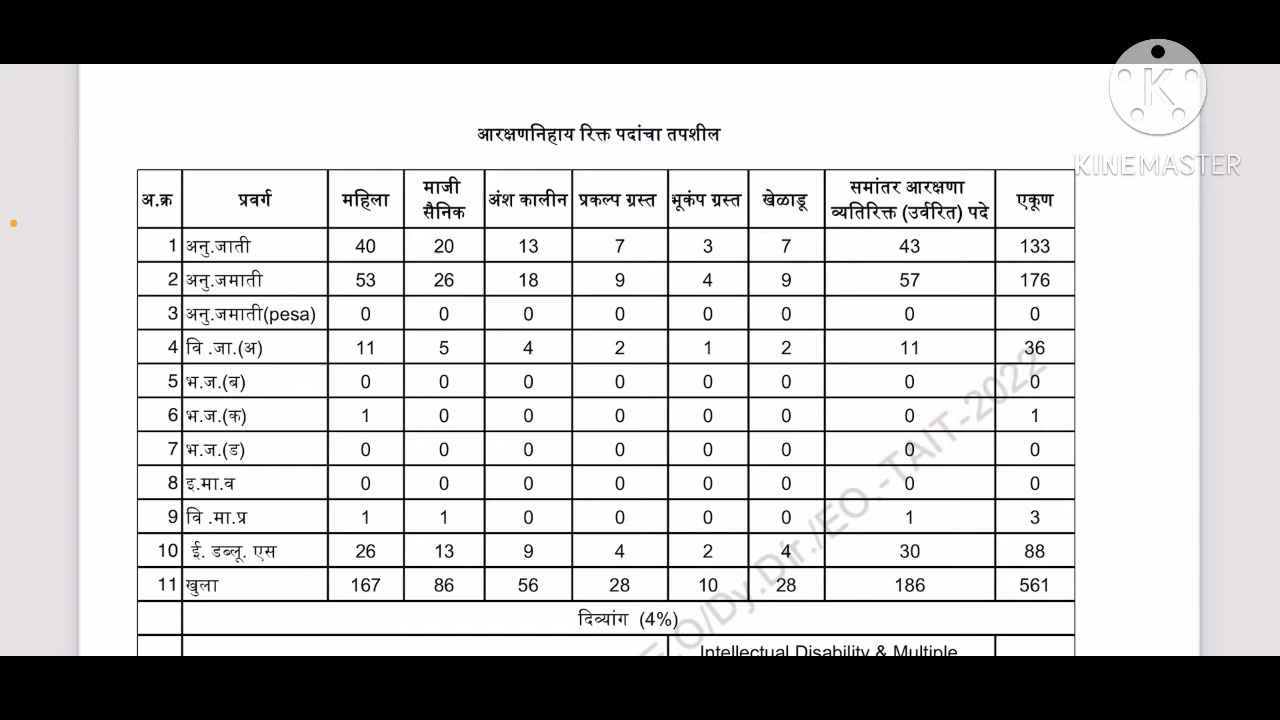 KINEMASTER
आरक्षणनिहाय रिक्त पदांचा तपशील
अ.क्र प्रवर्ग महिला माजी सैनिक अंश कालीन प्रकल्प ग्रस्त भूकंप ग्रस्त खेळाडू समांतर आरक्षणा व्यतिरिक्त (उर्वरित) पदे एकूण
1 अनु.जाती 40 20 13 7 3 7 43 133
2 अनु.जमाती 53 26 18 9 4 9 57 176
3 अनु.जमाती(pesa) 0 0 0 0 0 0 0 0
4 वि .जा.(अ) 11 5 4 2 1 2 11 36
5 भ.ज.(ब) 0 0 0 0 0 0 0 0
6 भ.ज.(क) 1 0 0 0 0 0 0 1
7 भ.ज.(ड) 0 0 0 0 0 0 0 0
8 इ.मा.व 0 0 0 0 0 0 0 0
9 वि .मा.प्र 1 1 0 0 0 0 1 3
10 ई. डब्लू. एस 26 13 9 4 2 4 30 88
11 खुला 167 86 56 28 10 28 186 561
दिव्यांग (4%)
Intellectual Disability & Multiple
E.O/Dy.Dir./EO.-TAIT-2022